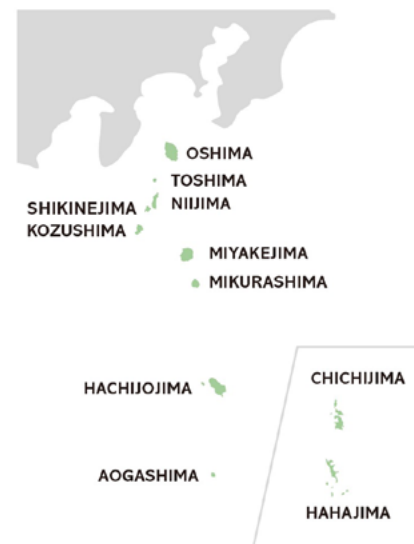 OSHIMA
TOSHIMA
NIIJIMA
SHIKINEJIMA
KOZUSHIMA
MIYAKEJIMA
MIKURASHIMA
HACHIJOJIMA
CHICHIJIMA
AOGASHIMA
HAHAJIMA